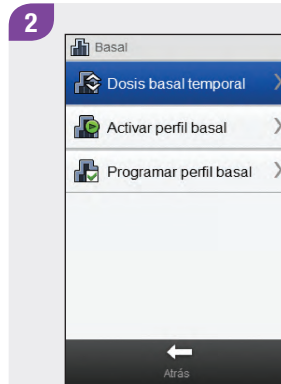 2
Basal
Dosis basal temporal
Activar perfil basal
Programar perfil basal
Atrás